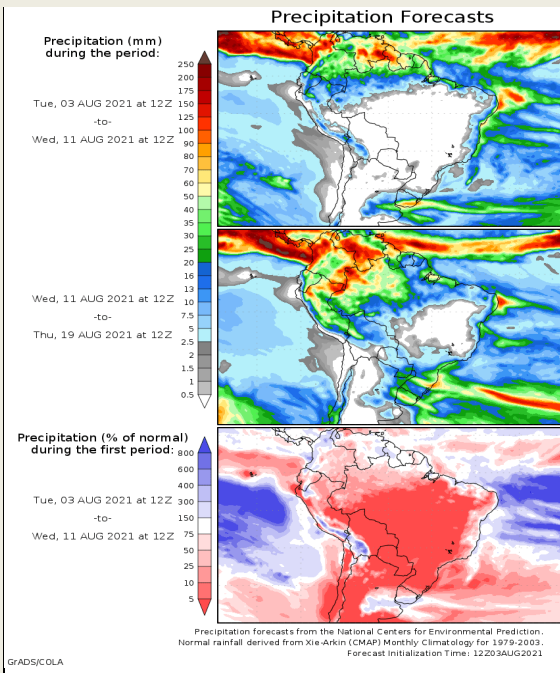 Precipitation Forecasts
Precipitation (mm)
during the period:
250
200
175
150
125
100
90
80
70
60
50
40
35
30
25
20
16
13
10
7.5
5
2.5
2
1.5
1
0.5
Tue, 03 AUG 2021 at 12Z
-to-
Wed, 11 AUG 2021 at 12Z
Wed, 11 AUG 2021 at 12Z
-to-
Thu, 19 AUG 2021 at 12Z
Precipitation (% of normal)
during the first period:
800
600
400
300
150
75
50
25
10
5
Tue, 03 AUG 2021 at 12Z
-to-
Wed, 11 AUG 2021 at 12Z
Precipitation forecasts from the National Centers for Environmental Prediction.
Normal rainfall derived from Xie-Arkin (CMAP) Monthly Climatology for 1979-2003.
Forecast Initialization Time: 12Z03AUG2021
GrADS/COLA